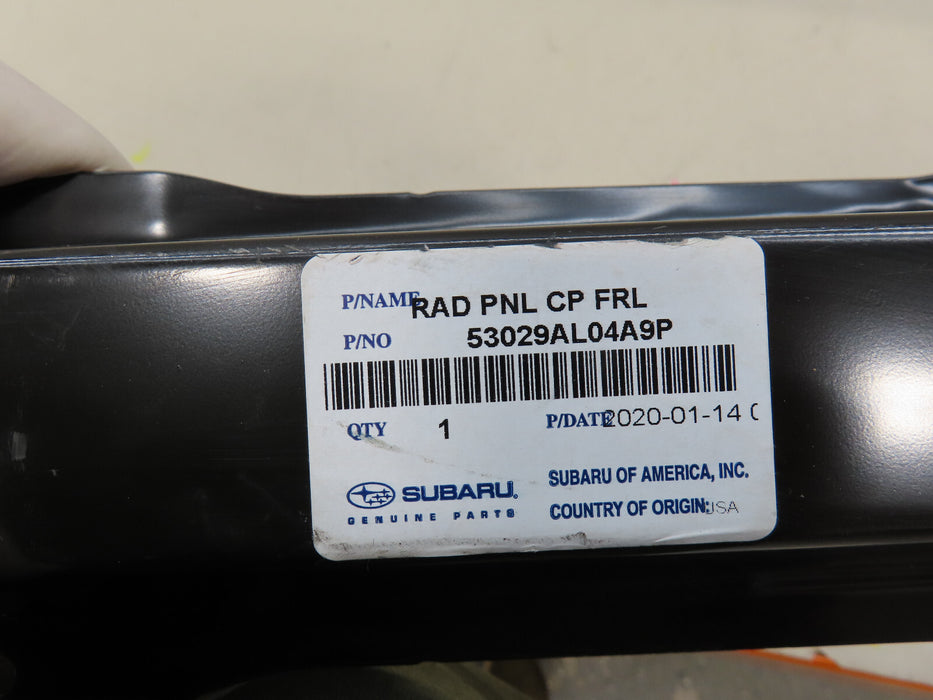 P/NAME RAD PNL CP FRL
P/NO 53029AL04A9P
QTY 1 P/DATE 2020-01-14
SUBARU OF AMERICA, INC.
SUBARU.
GENUINE PARTS
COUNTRY OF ORIGIN: USA